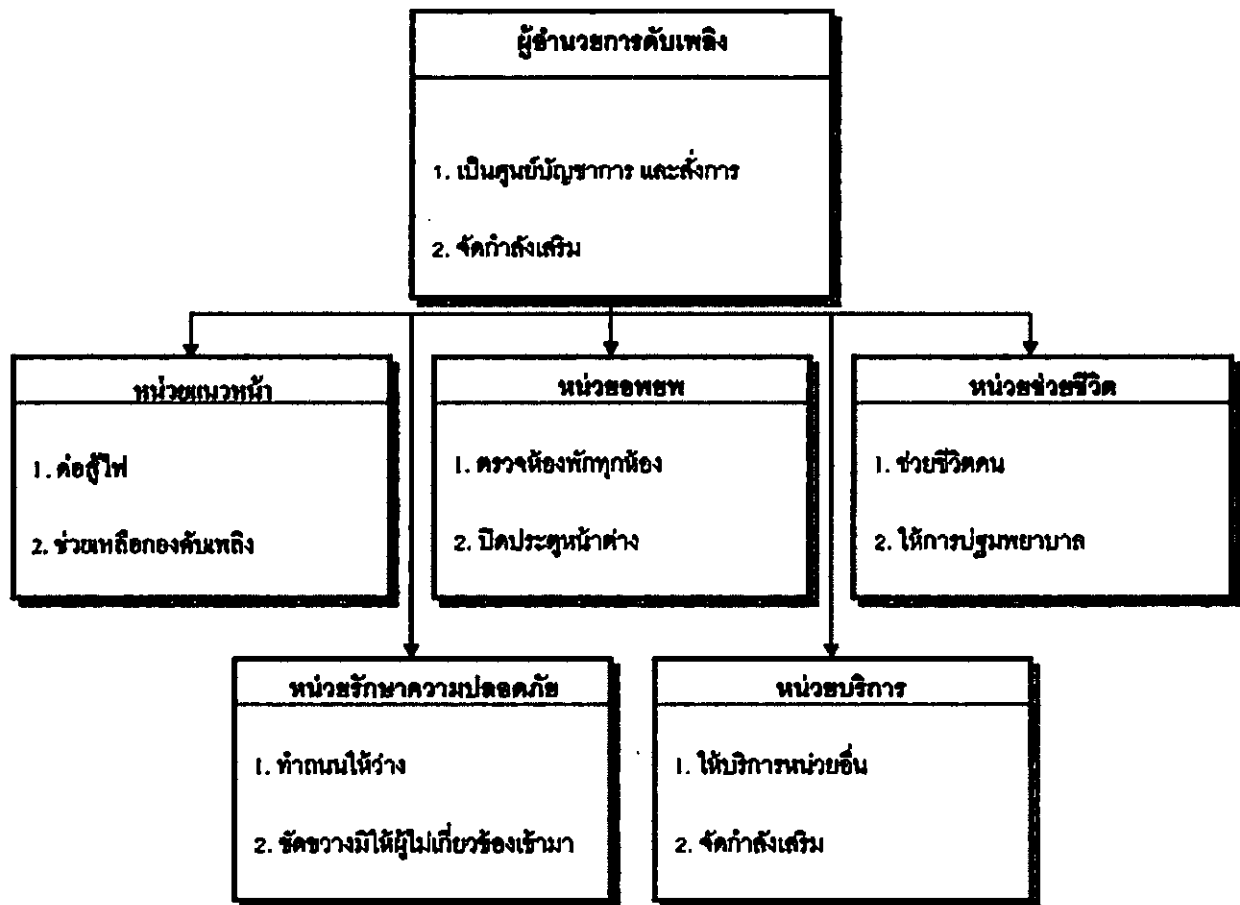 ผู้อำนวยการดับเพลิง
1. เป็นศูนย์บัญชาการ และสั่งการ
2. จัดกำลังเสริม
หน่วยแนวหน้า
1. ต่อสู้ไฟ
2. ช่วยเหลือกองดับเพลิง
หน่วยอพยพ
1. ตรวจห้องพักทุกห้อง
2. ปิดประตูหน้าต่าง
หน่วยช่วยชีวิต
1. ช่วยชีวิตคน
2. ให้การปฐมพยาบาล
หน่วยรักษาความปลอดภัย
1. ทำถนนให้ว่าง
2. ขัดขวางมิให้ผู้ไม่เกี่ยวข้องเข้ามา
หน่วยบริการ
1. ให้บริการหน่วยอื่น
2. จัดกำลังเสริม